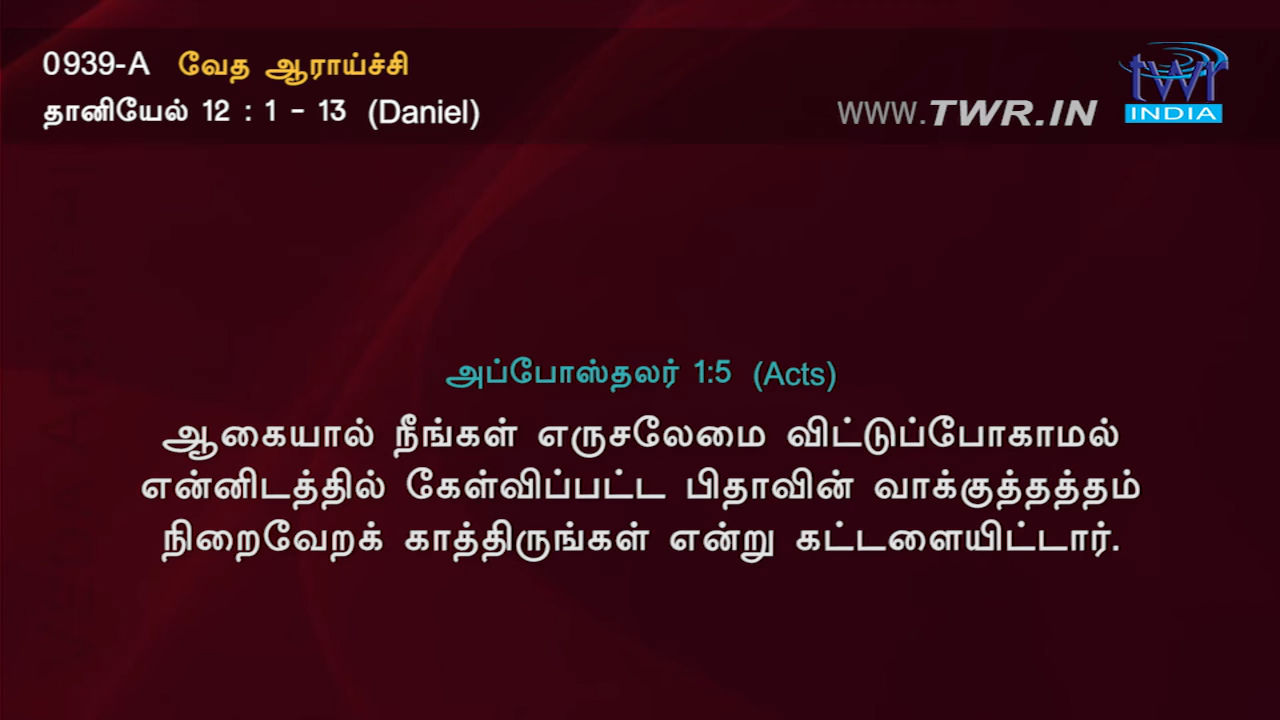 0939-A வேத ஆராய்ச்சி
தானியேல் 12 : 1 - 13 (Daniel)
WWW.TWR.IN
twr
INDIA
அப்போஸ்தலர் 1:5 (Acts)
ஆகையால் நீங்கள் எருசலேமை விட்டுப்போகாமல்
என்னிடத்தில் கேள்விப்பட்ட பிதாவின் வாக்குத்தத்தம்
நிறைவேறக் காத்திருங்கள் என்று கட்டளையிட்டார்.